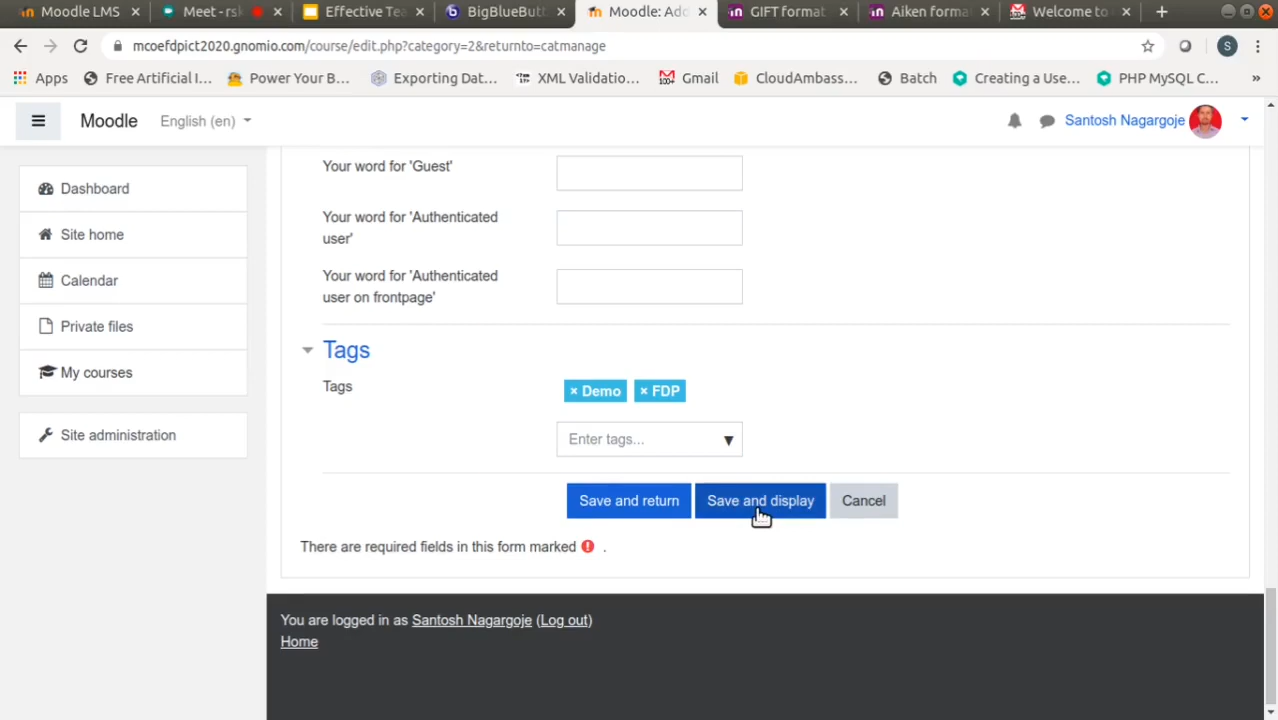 Moodle LMS
Meet - rsk
Effective Tea
BigBlueButt
Moodle: Add
GIFT format
Aiken forma
Welcome to
mcoefdpict2020.gnomio.com/course/edit.php?category=2&returnto=catmanage
S
Apps
Free Artificial I...
Power Your B...
Exporting Dat...
XML Validatio...
Gmail
CloudAmbass...
Batch
Creating a Use...
PHP MySQL C...
»
Moodle
English (en)
Santosh Nagargoje
Dashboard
Site home
Calendar
Private files
My courses
Site administration
Your word for 'Guest'
Your word for 'Authenticated
user'
Your word for 'Authenticated
user on frontpage'
Tags
Tags
× Demo
× FDP
Enter tags...
Save and return
Save and display
Cancel
There are required fields in this form marked .
You are logged in as Santosh Nagargoje (Log out)
Home